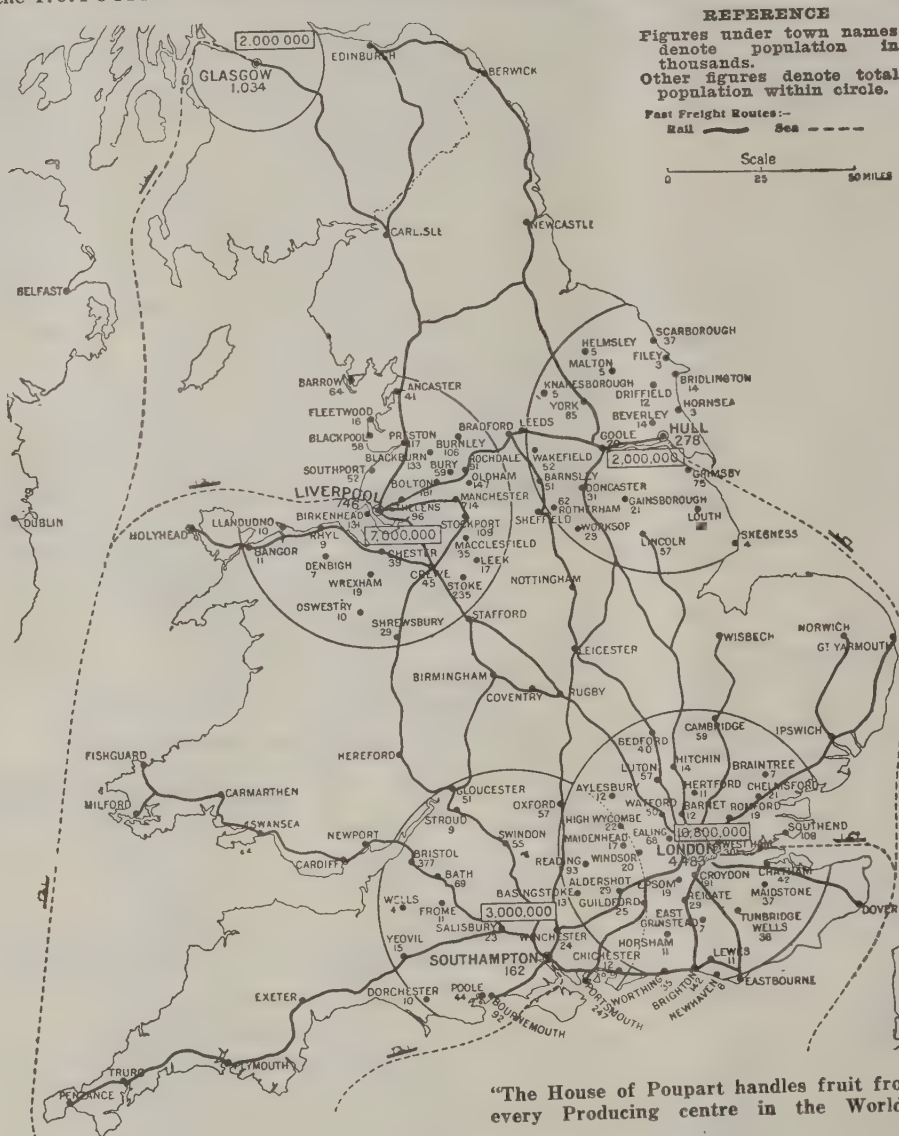 REFERENCE
Figures under town names
denote population in
thousands.
Other figures denote total
population within circle.
Fast Freight Routes:–
Rail Sea
Scale
0 25 50 MILES
2.000 000
EDINBURGH
GLASGOW
1,034
BERWICK
CARLISLE
NEWCASTLE
BELFAST
SCARBOROUGH
37
HELMSLEY
5
FILEY
3
MALTON
5
BARROW
64
LANCASTER
41
KNARESBOROUGH
5
BRIDLINGTON
14
DRIFFIELD
12
YORK
85
HORNSEA
3
FLEETWOOD
16
BEVERLEY
14
BLACKPOOL
58
PRESTON
117
BRADFORD
LEEDS
GOOLE
20
HULL
278
BURNLEY
106
BLACKBURN
133
ROCHDALE
91
WAKEFIELD
52
2,000,000
SOUTHPORT
52
BURY
59
OLDHAM
147
BARNSLEY
51
DONCASTER
31
GRIMSBY
75
BOLTON
181
LIVERPOOL
746
ST HELENS
96
MANCHESTER
714
62
ROTHERHAM
GAINSBOROUGH
21
LOUTH
DUBLIN
HOLYHEAD
LLANDUDNO
10
BIRKENHEAD
131
STOCKPORT
109
SHEFFIELD
WORKSOP
23
LINCOLN
57
SKEGNESS
4
RHYL
9
7,000,000
MACCLESFIELD
35
BANGOR
11
CHESTER
39
LEEK
17
DENBIGH
7
CREWE
45
NOTTINGHAM
WREXHAM
19
STOKE
235
OSWESTRY
10
STAFFORD
SHREWSBURY
29
LEICESTER
WISBECH
NORWICH
GT YARMOUTH
BIRMINGHAM
COVENTRY
RUGBY
CAMBRIDGE
59
IPSWICH
HEREFORD
BEDFORD
40
FISHGUARD
HITCHIN
14
BRAINTREE
7
LUTON
57
CARMARTHEN
GLOUCESTER
51
AYLESBURY
12
HERTFORD
11
CHELMSFORD
21
MILFORD
OXFORD
57
WATFORD
50
BARNET
12
ROMFORD
19
STROUD
9
HIGH WYCOMBE
22
SWANSEA
NEWPORT
SWINDON
55
MAIDENHEAD
17
EALING
68
10,800,000
SOUTHEND
108
CARDIFF
BRISTOL
377
READING
93
WINDSOR
20
LONDON
4,483
WESTHAM
CHATHAM
42
BATH
69
ALDERSHOT
29
EPSOM
19
CROYDON
191
MAIDSTONE
37
BASINGSTOKE
13
WELLS
4
FROME
11
3,000,000
GUILDFORD
25
REIGATE
29
DOVER
EAST
GRINSTEAD
7
TUNBRIDGE
WELLS
36
SALISBURY
23
WINCHESTER
24
HORSHAM
11
YEOVIL
15
SOUTHAMPTON
162
CHICHESTER
12
LEWES
11
EASTBOURNE
DORCHESTER
10
POOLE
44
BOURNEMOUTH
92
PORTSMOUTH
247
WORTHING
35
BRIGHTON
142
NEWHAVEN
8
EXETER
PLYMOUTH
TRURO
PENZANCE
"The House of Poupart handles fruit fro
every Producing centre in the World